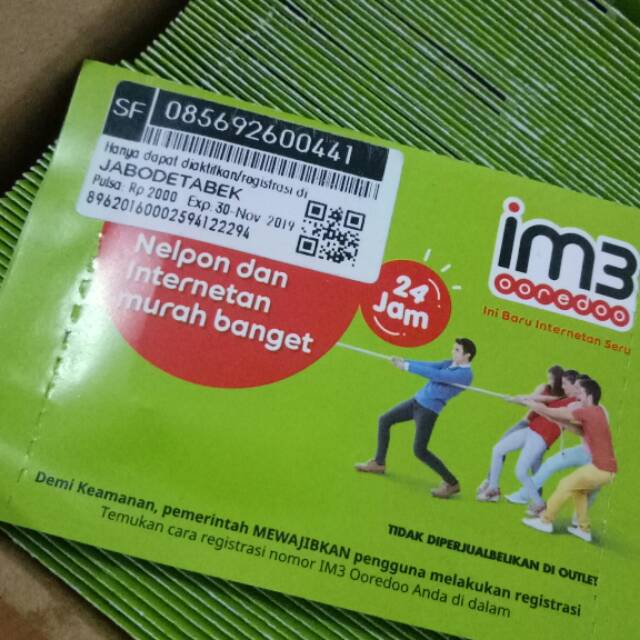 SF 085692600441
Hanya dapat diaktifkan/registrasi di
JABODETABEK
Pulsa: Rp 2000 Exp. 30-Nov 2019
89620160002594122294
Nelpon dan
Internetan
murah banget
24
Jam
im3
ooredoo
Ini Baru Internetan Seru
TIDAK DIPERJUALBELIKAN DI OUTLET
Demi Keamanan, pemerintah MEWAJIBKAN pengguna melakukan registrasi
Temukan cara registrasi nomor IM3 Ooredoo Anda di dalam